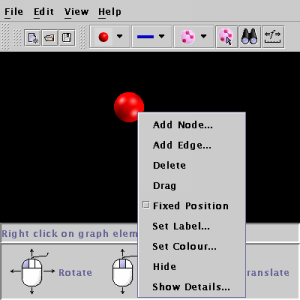 File Edit View Help
Add Node...
Add Edge...
Delete
Drag
Fixed Position
Set Label...
Set Colour...
Hide
Show Details...
Right click on graph elem
Rotate
ranslate